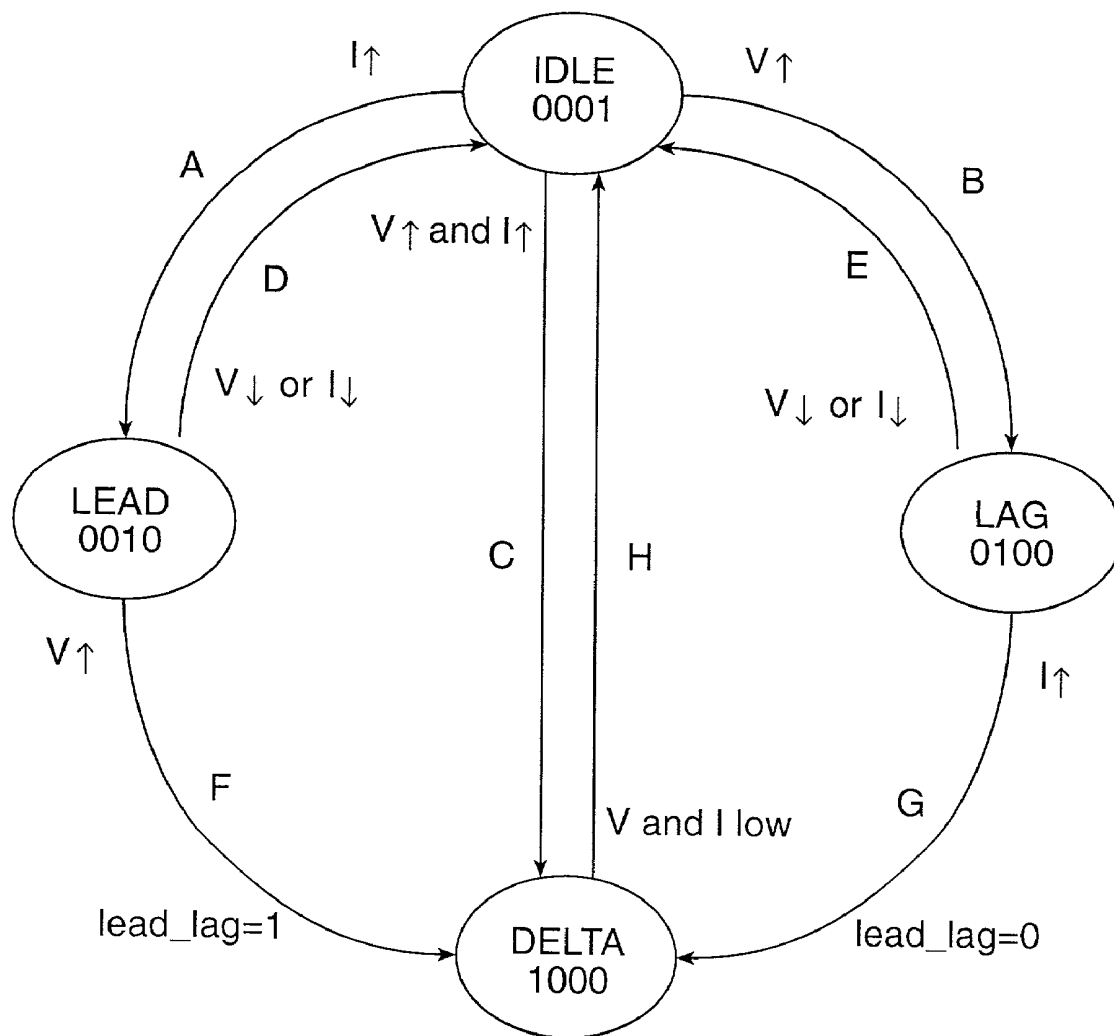 I↑
IDLE
0001
V↑
A
B
V↑ and I↑
D
E
V↓ or I↓
V↓ or I↓
LEAD
0010
LAG
0100
C
H
V↑
I↑
F
G
V and I low
lead_lag=1
lead_lag=0
DELTA
1000